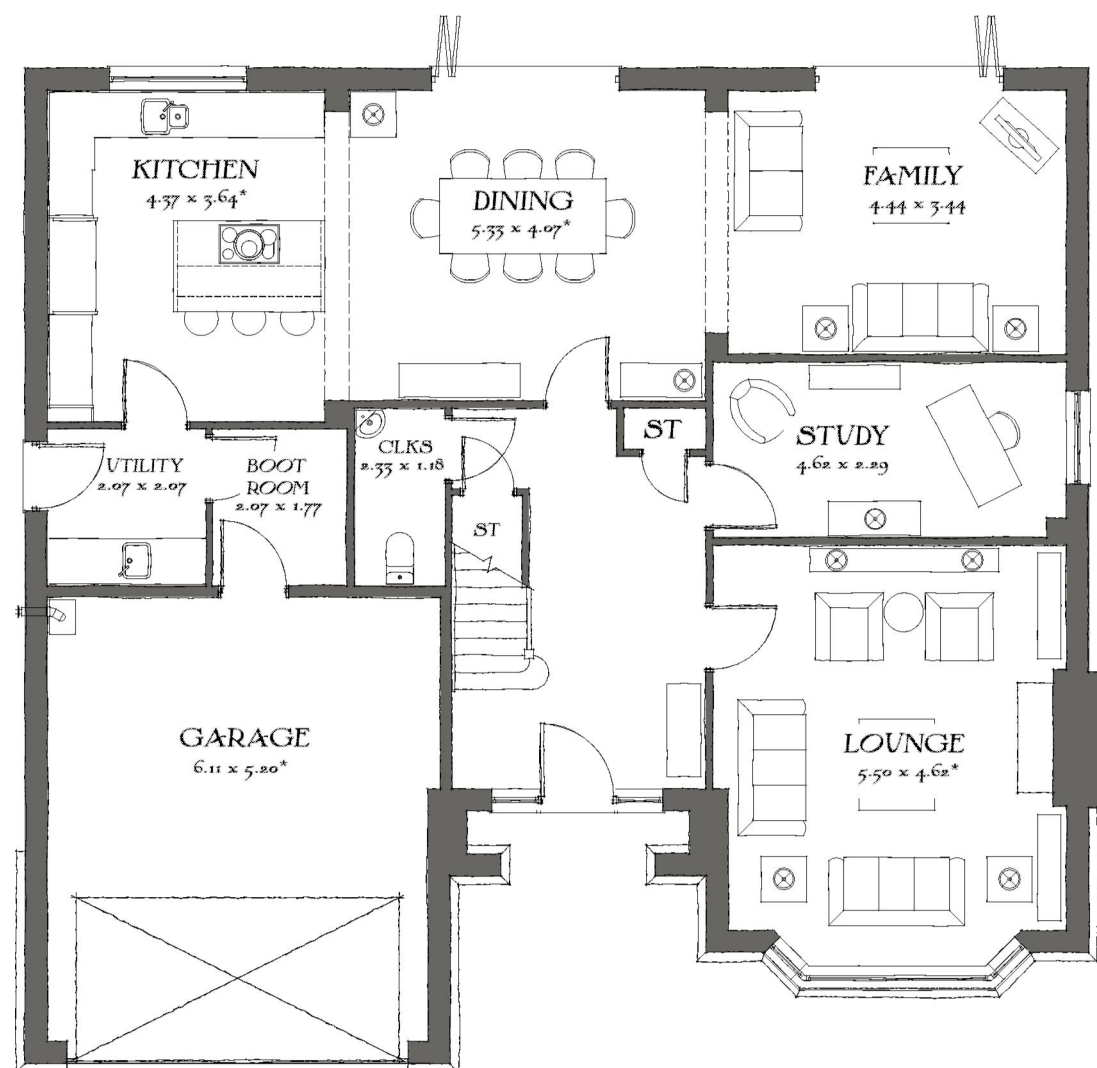 KITCHEN
4.37 x 3.64*
DINING
5.33 x 4.07*
FAMILY
4.44 x 3.44
UTILITY
2.07 x 2.07
BOOT
ROOM
2.07 x 1.77
CLKS
2.33 x 1.18
ST
ST
STUDY
4.62 x 2.29
GARAGE
6.11 x 5.20*
LOUNGE
5.50 x 4.62*